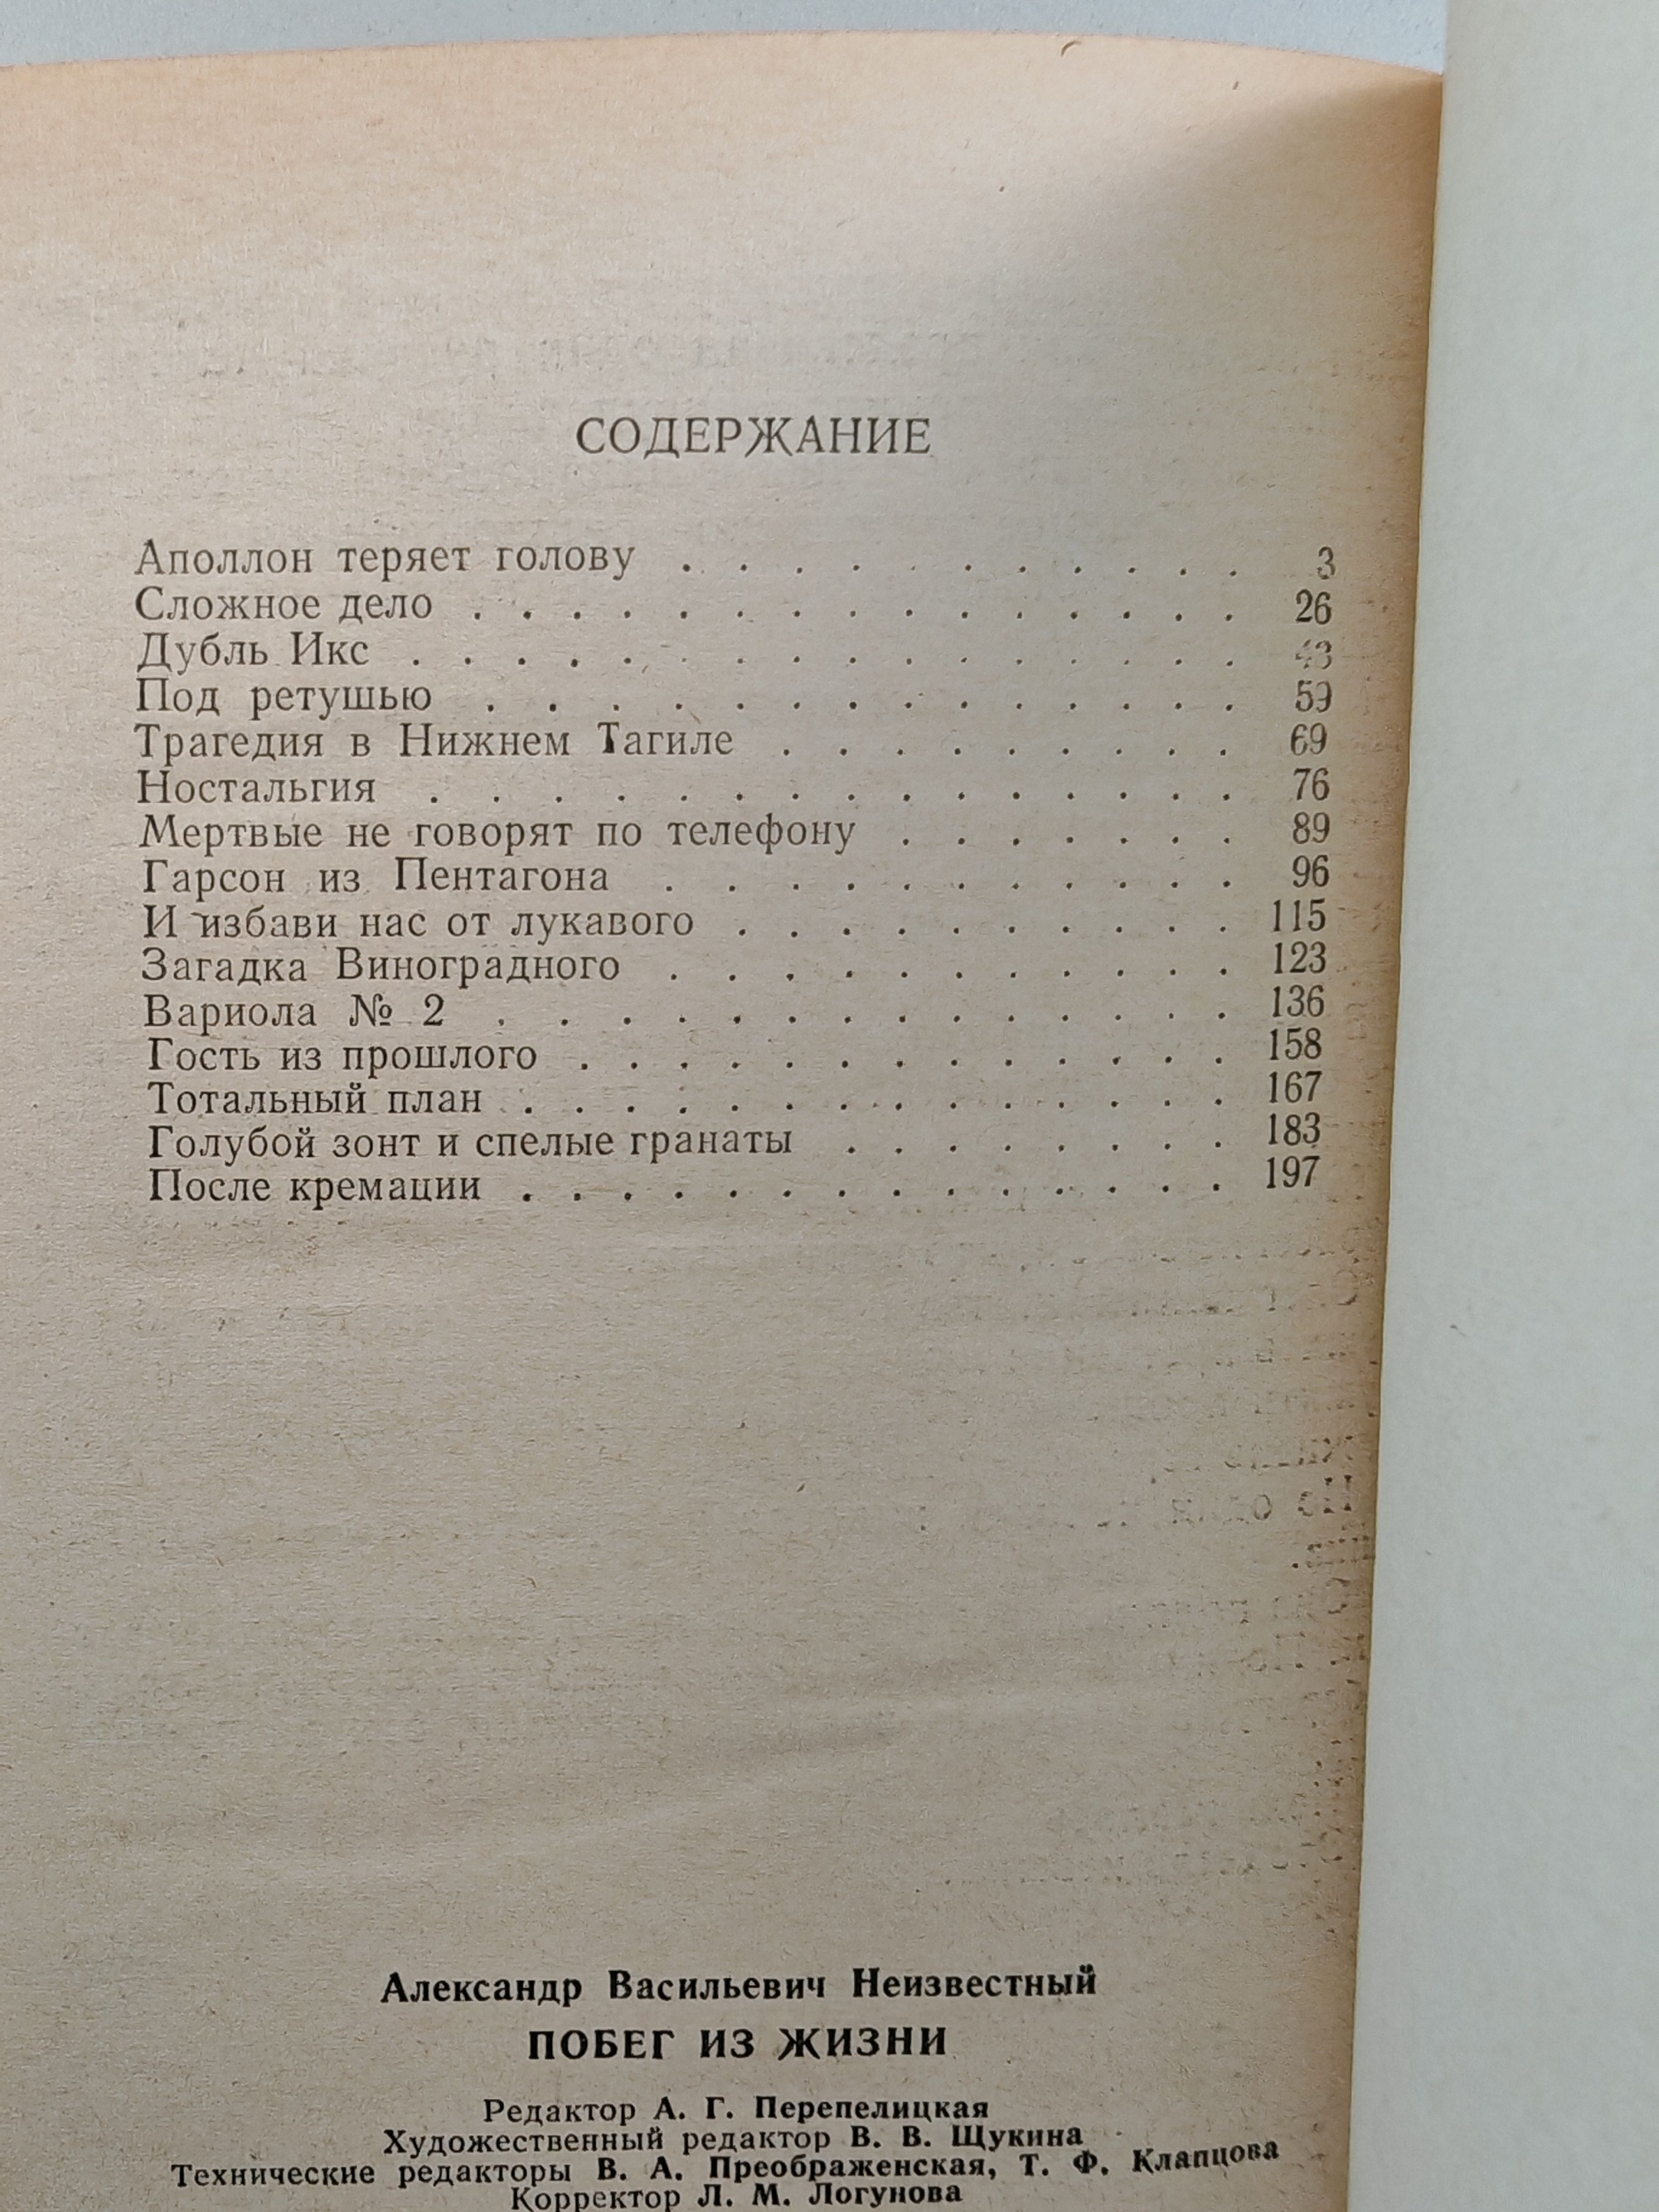 СОДЕРЖАНИЕ
Аполлон теряет голову . . . . . . . . . . . 3
Сложное дело . . . . . . . . . . . . . . 26
Дубль Икс . . . . . . . . . . . . . . . 43
Под ретушью . . . . . . . . . . . . . 59
Трагедия в Нижнем Тагиле . . . . . . . . . 69
Ностальгия . . . . . . . . . . . . . . 76
Мертвые не говорят по телефону . . . . . . . 89
Гарсон из Пентагона . . . . . . . . . . . 96
И избави нас от лукавого . . . . . . . . . . 115
Загадка Виноградного . . . . . . . . . . . 123
Вариола № 2 . . . . . . . . . . . . . . 136
Гость из прошлого . . . . . . . . . . . . . 158
Тотальный план . . . . . . . . . . . . . . 167
Голубой зонт и спелые гранаты . . . . . . . . 183
После кремации . . . . . . . . . . . . . . 197
Александр Васильевич Неизвестный
ПОБЕГ ИЗ ЖИЗНИ
Редактор А. Г. Перепелицкая
Художественный редактор В. В. Щукина
Технические редакторы В. А. Преображенская, Т. Ф. Клапцова
Корректор Л. М. Логунова